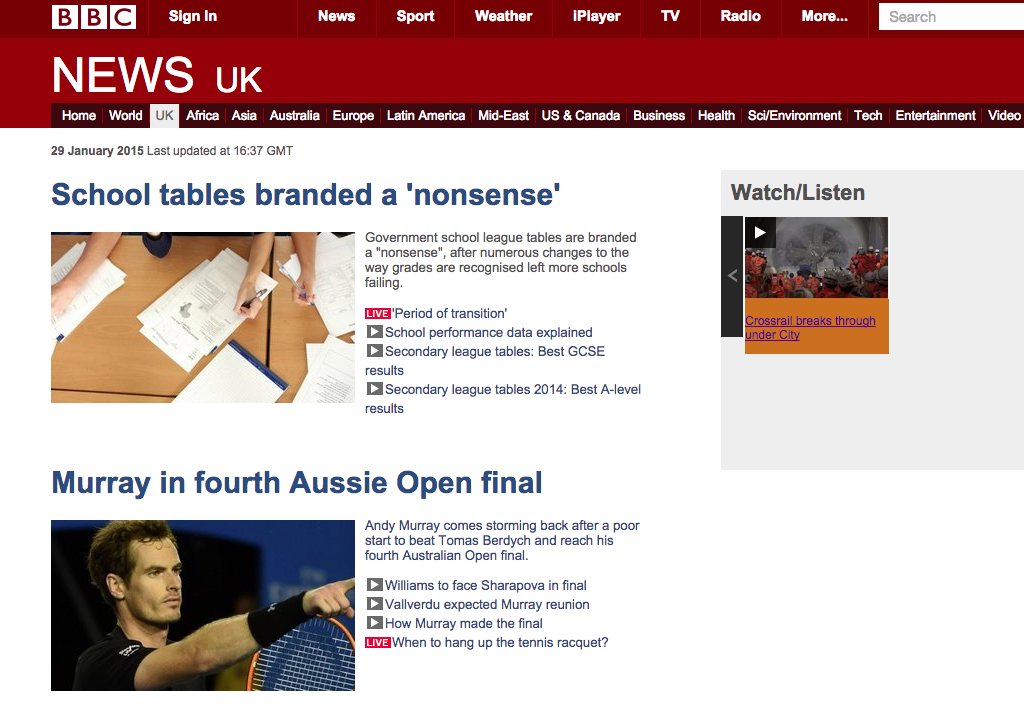 BBC Sign In News Sport Weather iPlayer TV Radio More... Search
NEWS UK
Home World UK Africa Asia Australia Europe Latin America Mid-East US & Canada Business Health Sci/Environment Tech Entertainment Video
29 January 2015 Last updated at 16:37 GMT
School tables branded a 'nonsense'
Government school league tables are branded
a "nonsense", after numerous changes to the
way grades are recognised left more schools
failing.
LIVE 'Period of transition'
School performance data explained
Secondary league tables: Best GCSE
results
Secondary league tables 2014: Best A-level
results
Watch/Listen
<
Crossrail breaks through
under City
Murray in fourth Aussie Open final
Andy Murray comes storming back after a poor
start to beat Tomas Berdych and reach his
fourth Australian Open final.
Williams to face Sharapova in final
Vallverdu expected Murray reunion
How Murray made the final
LIVE When to hang up the tennis racquet?